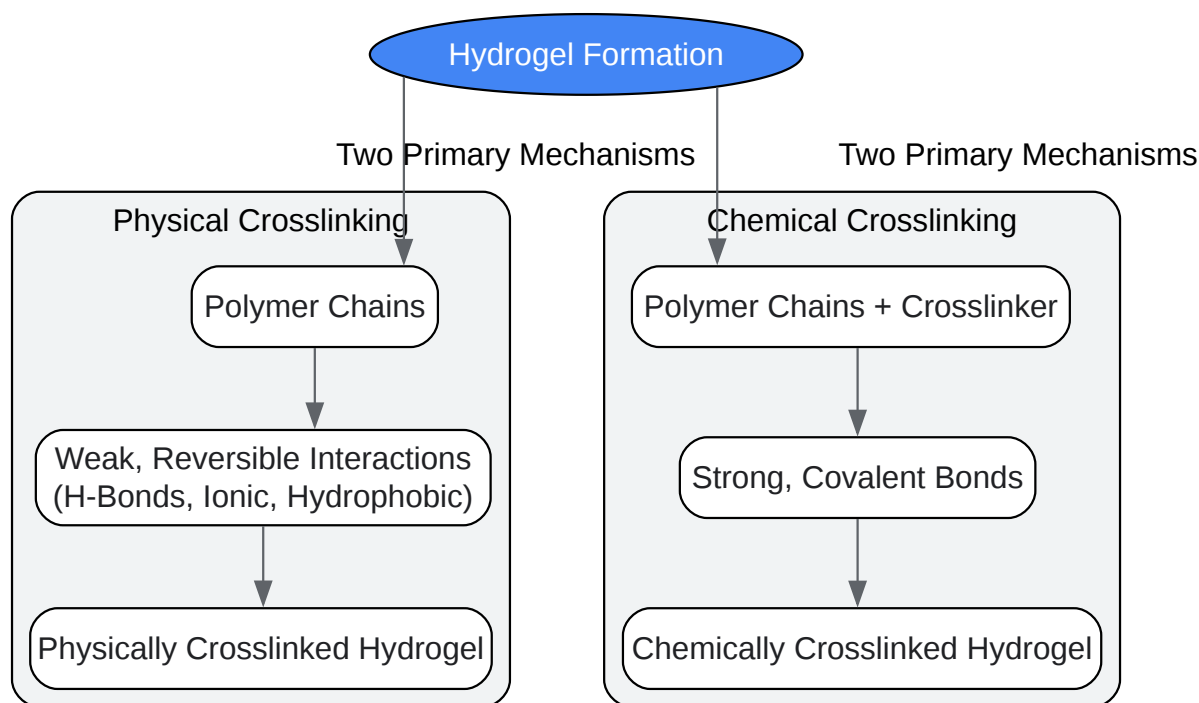 Hydrogel Formation
Two Primary Mechanisms
Two Primary Mechanisms
Physical Crosslinking
Polymer Chains
Weak, Reversible Interactions
(H-Bonds, Ionic, Hydrophobic)
Physically Crosslinked Hydrogel
Chemical Crosslinking
Polymer Chains + Crosslinker
Strong, Covalent Bonds
Chemically Crosslinked Hydrogel